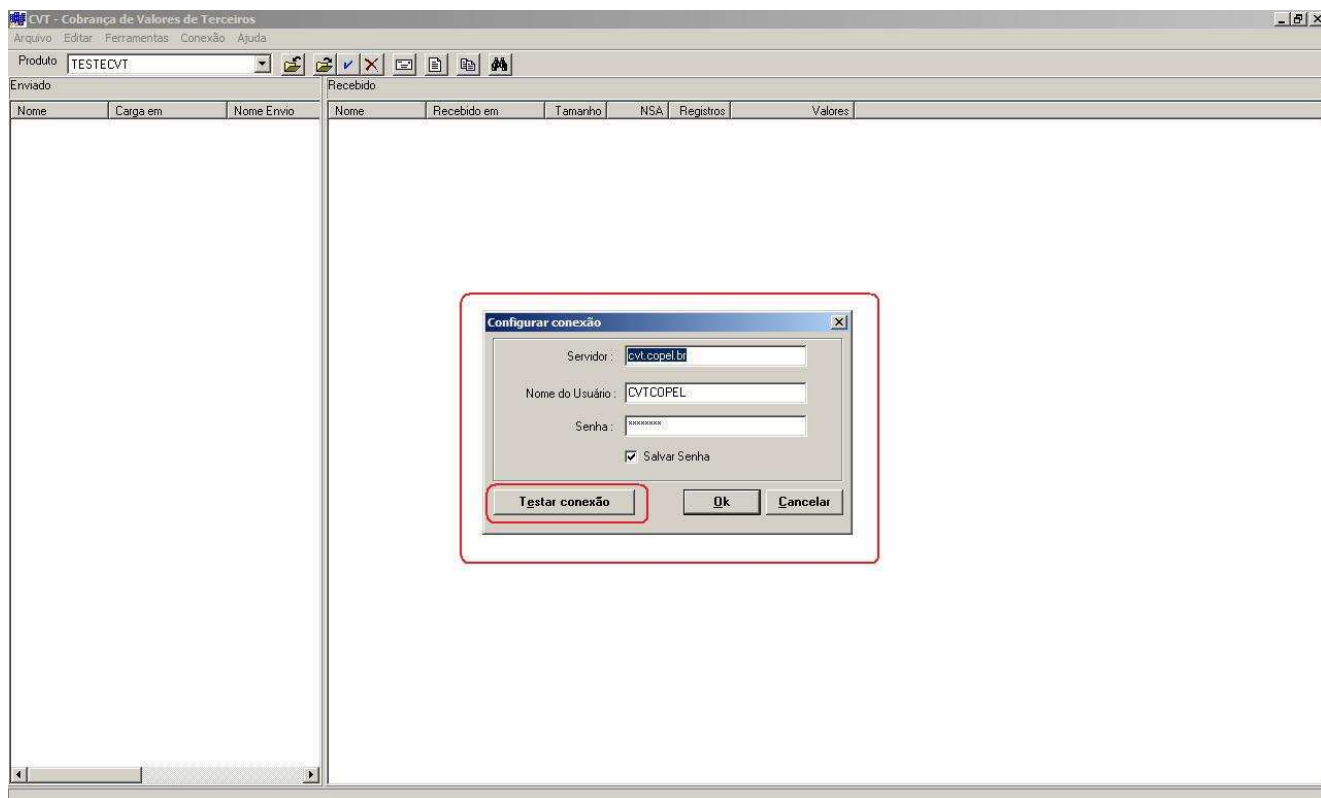 CVT - Cobrança de Valores de Terceiros
Arquivo Editar Ferramentas Conexão Ajuda
Produto TESTECVT
Enviado Recebido
Nome Carga em Nome Envio Nome Recebido em Tamanho NSA Registros Valores
Configurar conexão
Servidor : cvt.copel.br
Nome do Usuário : CVTCOPEL
Senha : ********
Salvar Senha
Testar conexão Ok Cancelar